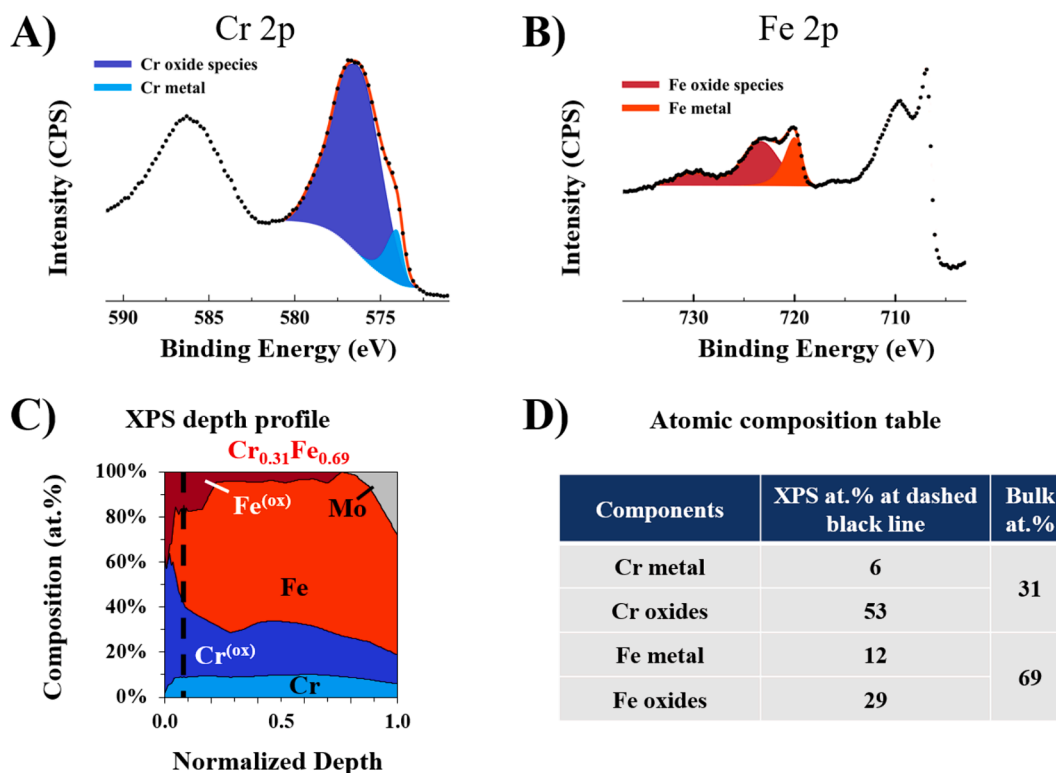 A) Cr 2p
Cr oxide species
Cr metal
Intensity (CPS)
590 585 580 575
Binding Energy (eV)
B) Fe 2p
Fe oxide species
Fe metal
Intensity (CPS)
730 720 710
Binding Energy (eV)
C) XPS depth profile
Cr0.31Fe0.69
100%
80%
60%
40%
20%
0%
Composition (at.%)
Fe(ox)
Mo
Fe
Cr(ox)
Cr
0.0 0.5 1.0
Normalized Depth
D) Atomic composition table
Components XPS at.% at dashed black line Bulk at.%
Cr metal 6 31
Cr oxides 53
Fe metal 12 69
Fe oxides 29